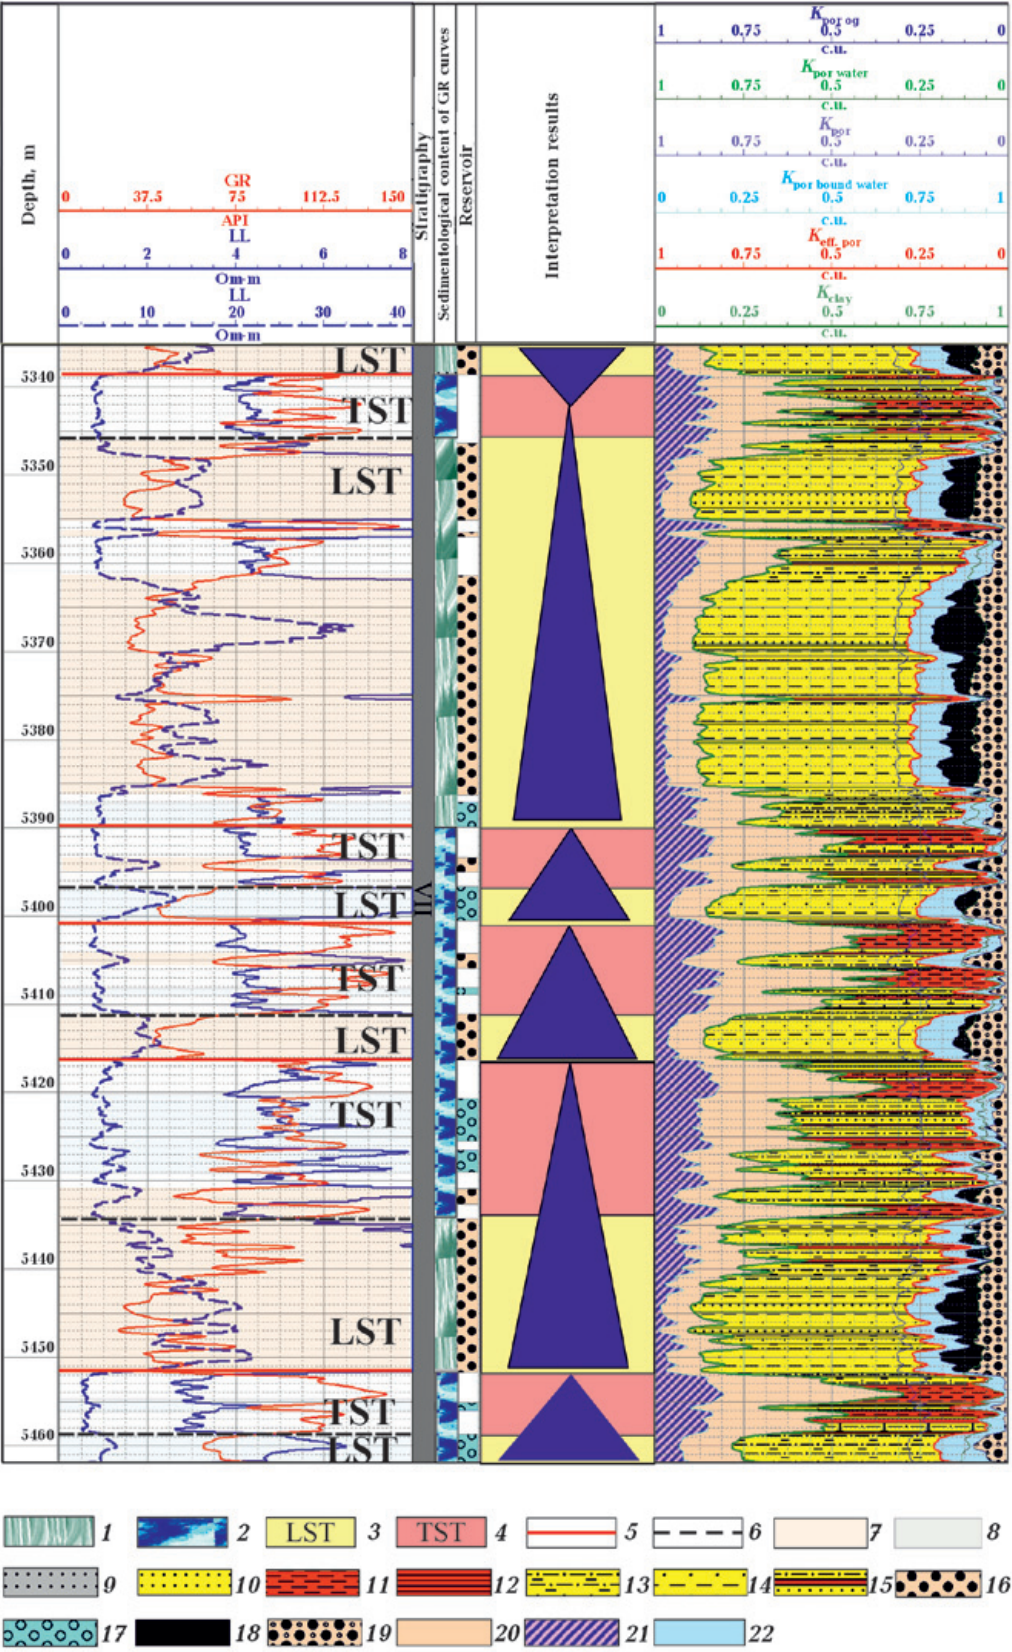 Depth, m
GR
0 37.5 75 112.5 150
API
LL
0 2 4 6 8
Om-m
LL
0 10 20 30 40
Om-m
Stratigraphy
Sedimentological content of GR curves
Reservoir
Interpretation results
K por og
1 0.75 0.5 0.25 0
c.u.
K por water
1 0.75 0.5 0.25 0
c.u.
K por
1 0.75 0.5 0.25 0
c.u.
K por bound water
0 0.25 0.5 0.75 1
c.u.
K eff. por
1 0.75 0.5 0.25 0
c.u.
K clay
0 0.25 0.5 0.75 1
c.u.
LST
5340
TST
5350
LST
5360
5370
5380
5390
TST
5400
LST
VII
TST
5410
LST
5420
TST
5430
5440
LST
5450
TST
5460
LST
1 2 LST 3 TST 4 5 6 7 8
9 10 11 12 13 14 15 16
17 18 19 20 21 22